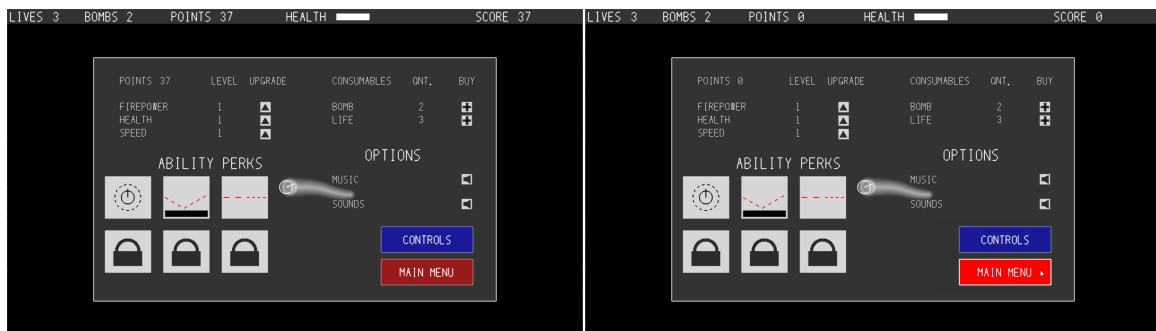 LIVES 3 BOMBS 2 POINTS 37 HEALTH SCORE 37
POINTS 37 LEVEL UPGRADE CONSUMABLES QNT. BUY
FIREPOWER 1 BOMB 2
HEALTH 1 LIFE 3
SPEED 1
ABILITY PERKS OPTIONS
MUSIC
SOUNDS
CONTROLS
MAIN MENU
LIVES 3 BOMBS 2 POINTS 0 HEALTH SCORE 0
POINTS 0 LEVEL UPGRADE CONSUMABLES QNT. BUY
FIREPOWER 1 BOMB 2
HEALTH 1 LIFE 3
SPEED 1
ABILITY PERKS OPTIONS
MUSIC
SOUNDS
CONTROLS
MAIN MENU